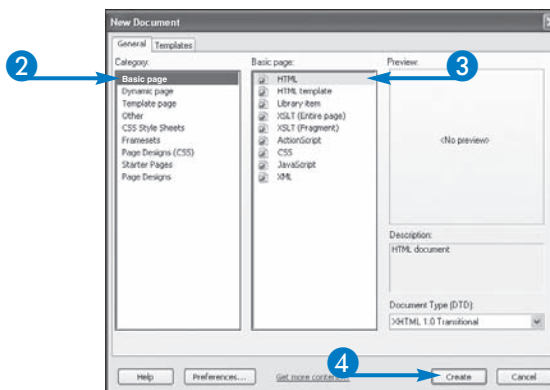 New Document
General Templates
Category:
Basic page
Dynamic page
Template page
Other
CSS Style Sheets
Framesets
Page Designs (CSS)
Starter Pages
Page Designs
Basic page:
HTML
HTML template
Library item
XSLT (Entire page)
XSLT (Fragment)
ActionScript
CSS
JavaScript
XML
Preview:
<No preview>
Description:
HTML document
Document Type (DTD):
XHTML 1.0 Transitional
Help Preferences... Get more content... Create Cancel
2
3
4